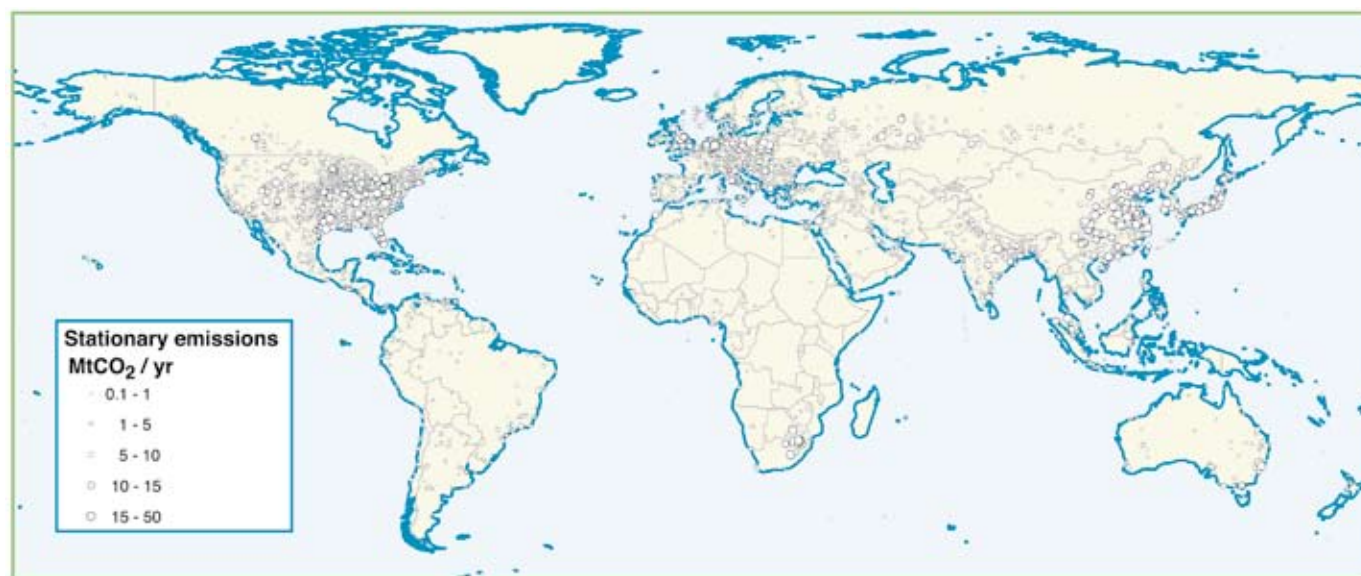 Stationary emissions
MtCO₂ / yr
0.1 - 1
1 - 5
5 - 10
10 - 15
15 - 50